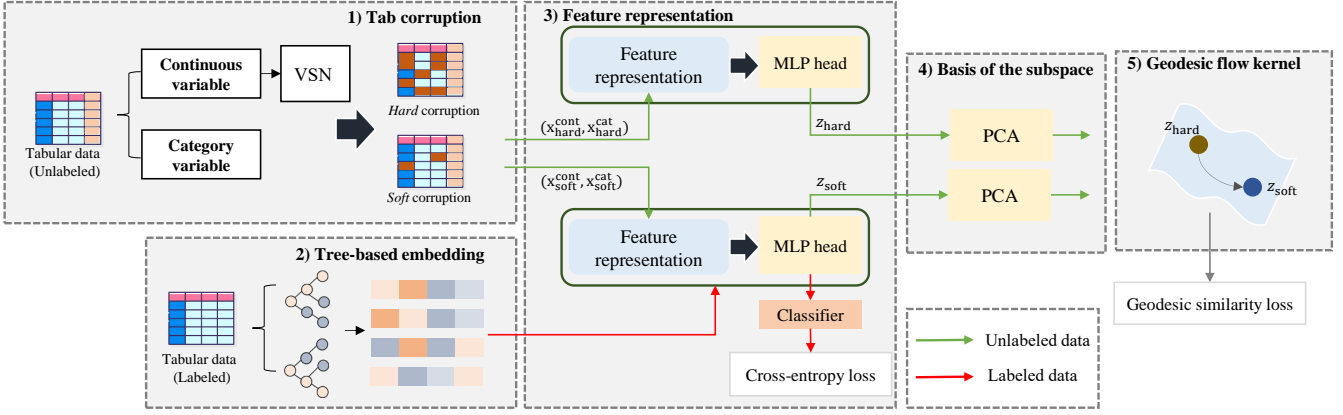 1) Tab corruption
Continuous
variable
VSN
Category
variable
Tabular data
(Unlabeled)
Hard corruption
Soft corruption
2) Tree-based embedding
Tabular data
(Labeled)
3) Feature representation
Feature
representation
MLP head
(x_hard^cont, x_hard^cat)
(x_soft^cont, x_soft^cat)
Feature
representation
MLP head
Classifier
Cross-entropy loss
z_hard
z_soft
4) Basis of the subspace
PCA
PCA
5) Geodesic flow kernel
z_hard
z_soft
Geodesic similarity loss
Unlabeled data
Labeled data